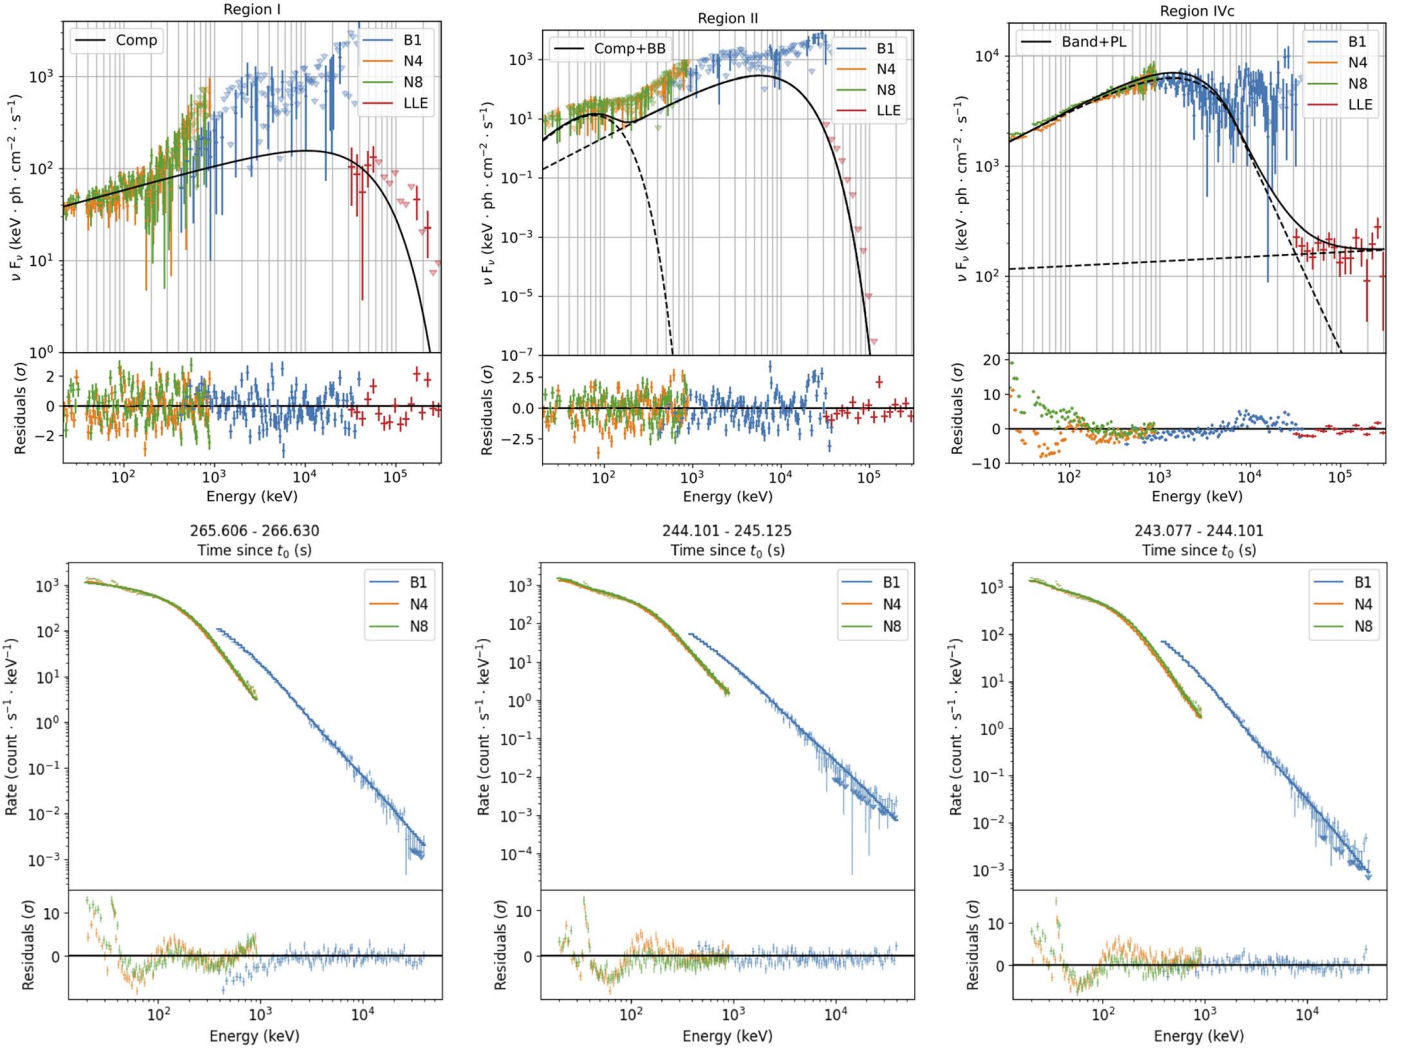 Region I
Comp
B1
N4
N8
LLE
10³
10²
10¹
10⁰
ν Fν (keV · ph · cm⁻² · s⁻¹)
2
0
−2
Residuals (σ)
10² 10³ 10⁴ 10⁵
Energy (keV)
Region II
Comp+BB
B1
N4
N8
LLE
10³
10¹
10⁻¹
10⁻³
10⁻⁵
10⁻⁷
ν Fν (keV · ph · cm⁻² · s⁻¹)
2.5
0.0
−2.5
Residuals (σ)
10² 10³ 10⁴ 10⁵
Energy (keV)
Region IVc
Band+PL
B1
N4
N8
LLE
10⁴
10³
10²
ν Fν (keV · ph · cm⁻² · s⁻¹)
20
10
0
−10
Residuals (σ)
10² 10³ 10⁴ 10⁵
Energy (keV)
265.606 - 266.630
Time since t₀ (s)
B1
N4
N8
10³
10²
10¹
10⁰
10⁻¹
10⁻²
10⁻³
Rate (count · s⁻¹ · keV⁻¹)
10
0
Residuals (σ)
10² 10³ 10⁴
Energy (keV)
244.101 - 245.125
Time since t₀ (s)
B1
N4
N8
10³
10²
10¹
10⁰
10⁻¹
10⁻²
10⁻³
10⁻⁴
Rate (count · s⁻¹ · keV⁻¹)
10
0
Residuals (σ)
10² 10³ 10⁴
Energy (keV)
243.077 - 244.101
Time since t₀ (s)
B1
N4
N8
10³
10²
10¹
10⁰
10⁻¹
10⁻²
10⁻³
Rate (count · s⁻¹ · keV⁻¹)
10
0
Residuals (σ)
10² 10³ 10⁴
Energy (keV)